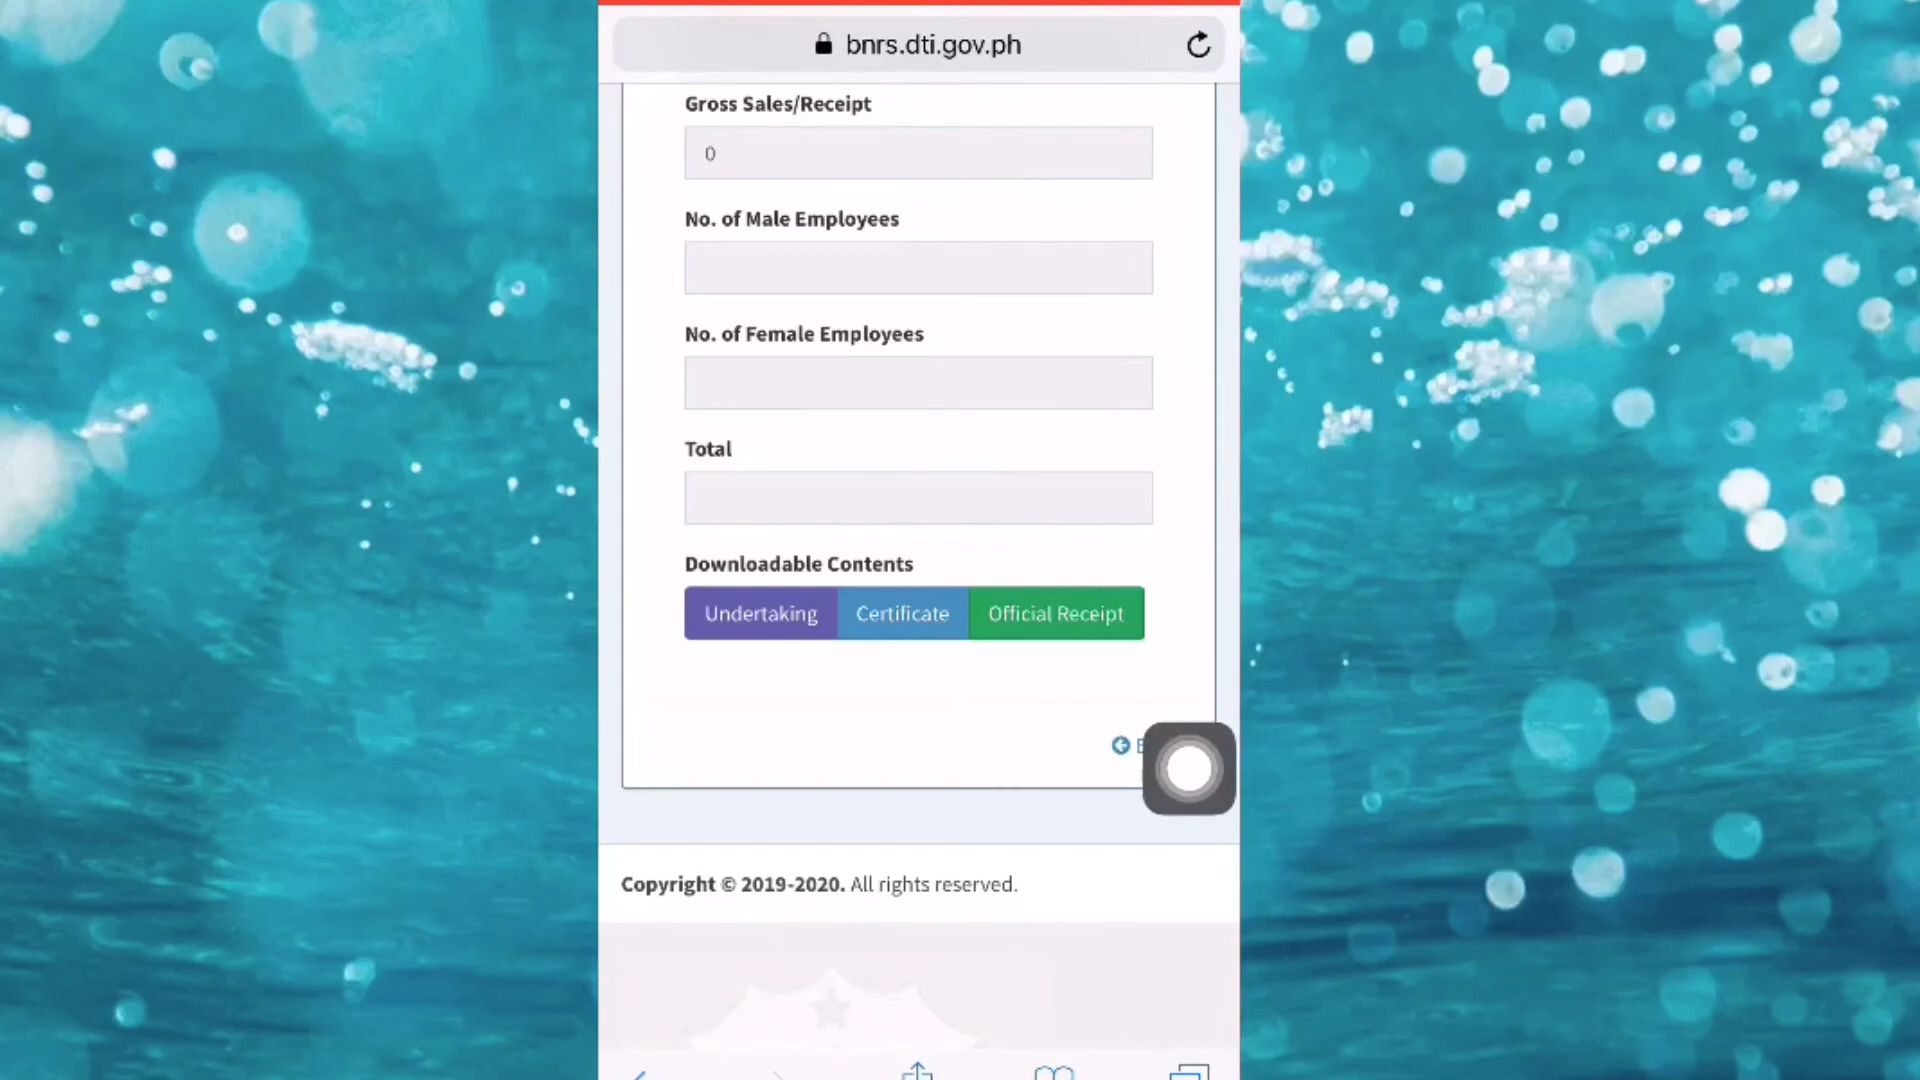 bnrs.dti.gov.ph
Gross Sales/Receipt
0
No. of Male Employees
No. of Female Employees
Total
Downloadable Contents
Undertaking Certificate Official Receipt
Copyright © 2019-2020. All rights reserved.